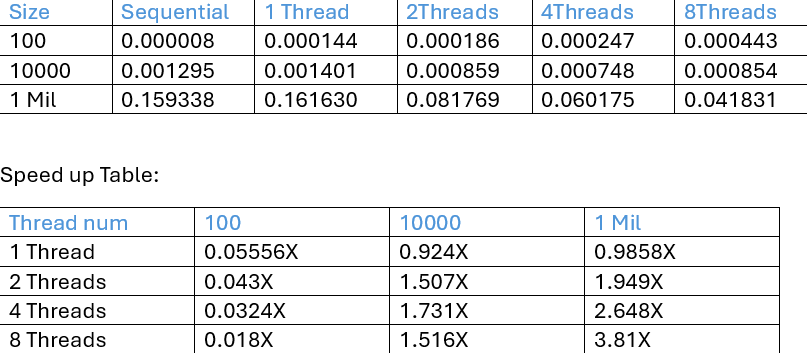 Size Sequential 1 Thread 2Threads 4Threads 8Threads
100 0.000008 0.000144 0.000186 0.000247 0.000443
10000 0.001295 0.001401 0.000859 0.000748 0.000854
1 Mil 0.159338 0.161630 0.081769 0.060175 0.041831
Speed up Table:
Thread num 100 10000 1 Mil
1 Thread 0.05556X 0.924X 0.9858X
2 Threads 0.043X 1.507X 1.949X
4 Threads 0.0324X 1.731X 2.648X
8 Threads 0.018X 1.516X 3.81X